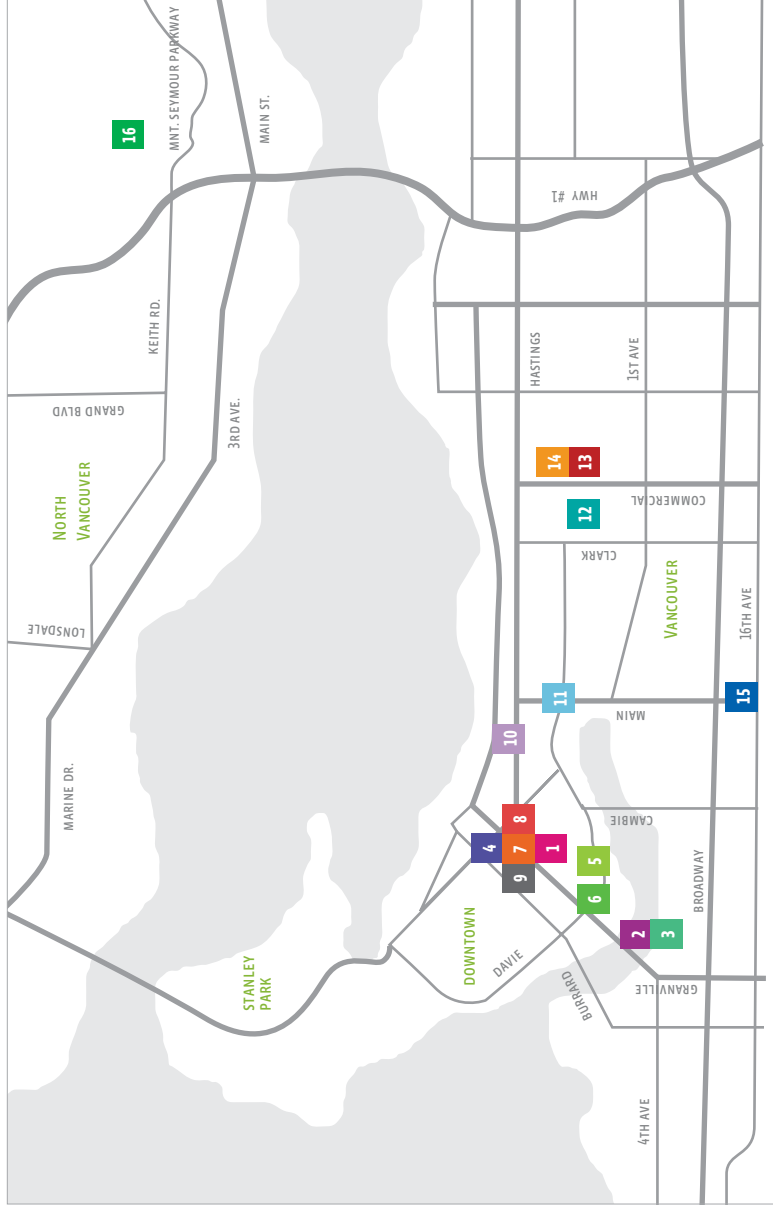 MNT. SEYMOUR PARKWAY
16
MAIN ST.
HWY #1
KEITH RD.
GRAND BLVD
3RD AVE.
HASTINGS
1ST AVE
NORTH
VANCOUVER
LONSDALE
14
13
12
COMMERCIAL
CLARK
VANCOUVER
16TH AVE
MARINE DR.
11
MAIN
15
10
4
7
8
1
9
5
6
CAMBIE
BROADWAY
2
3
STANLEY
PARK
DOWNTOWN
DAVIE
BURRARD
GRANVILLE
4TH AVE